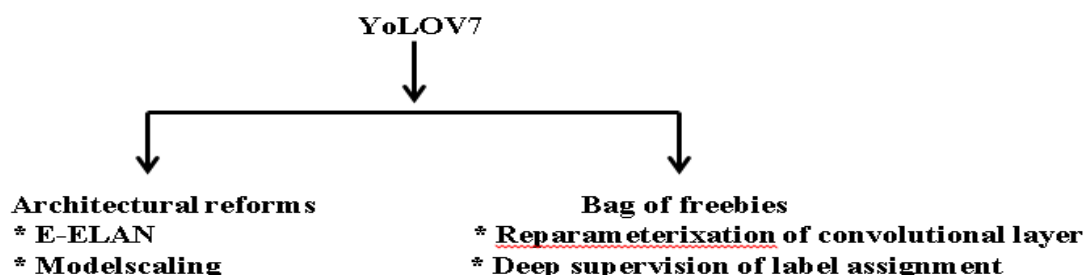 YoLOV7
Architectural reforms
* E-ELAN
* Modelscaling
Bag of freebies
* Reparameterixation of convolutional layer
* Deep supervision of label assignment